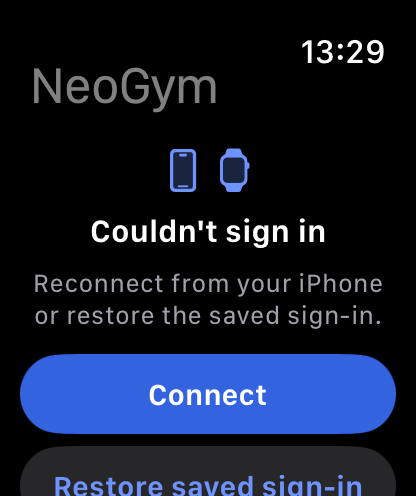 13:29
NeoGym
Couldn't sign in
Reconnect from your iPhone
or restore the saved sign-in.
Connect
Restore saved sign-in